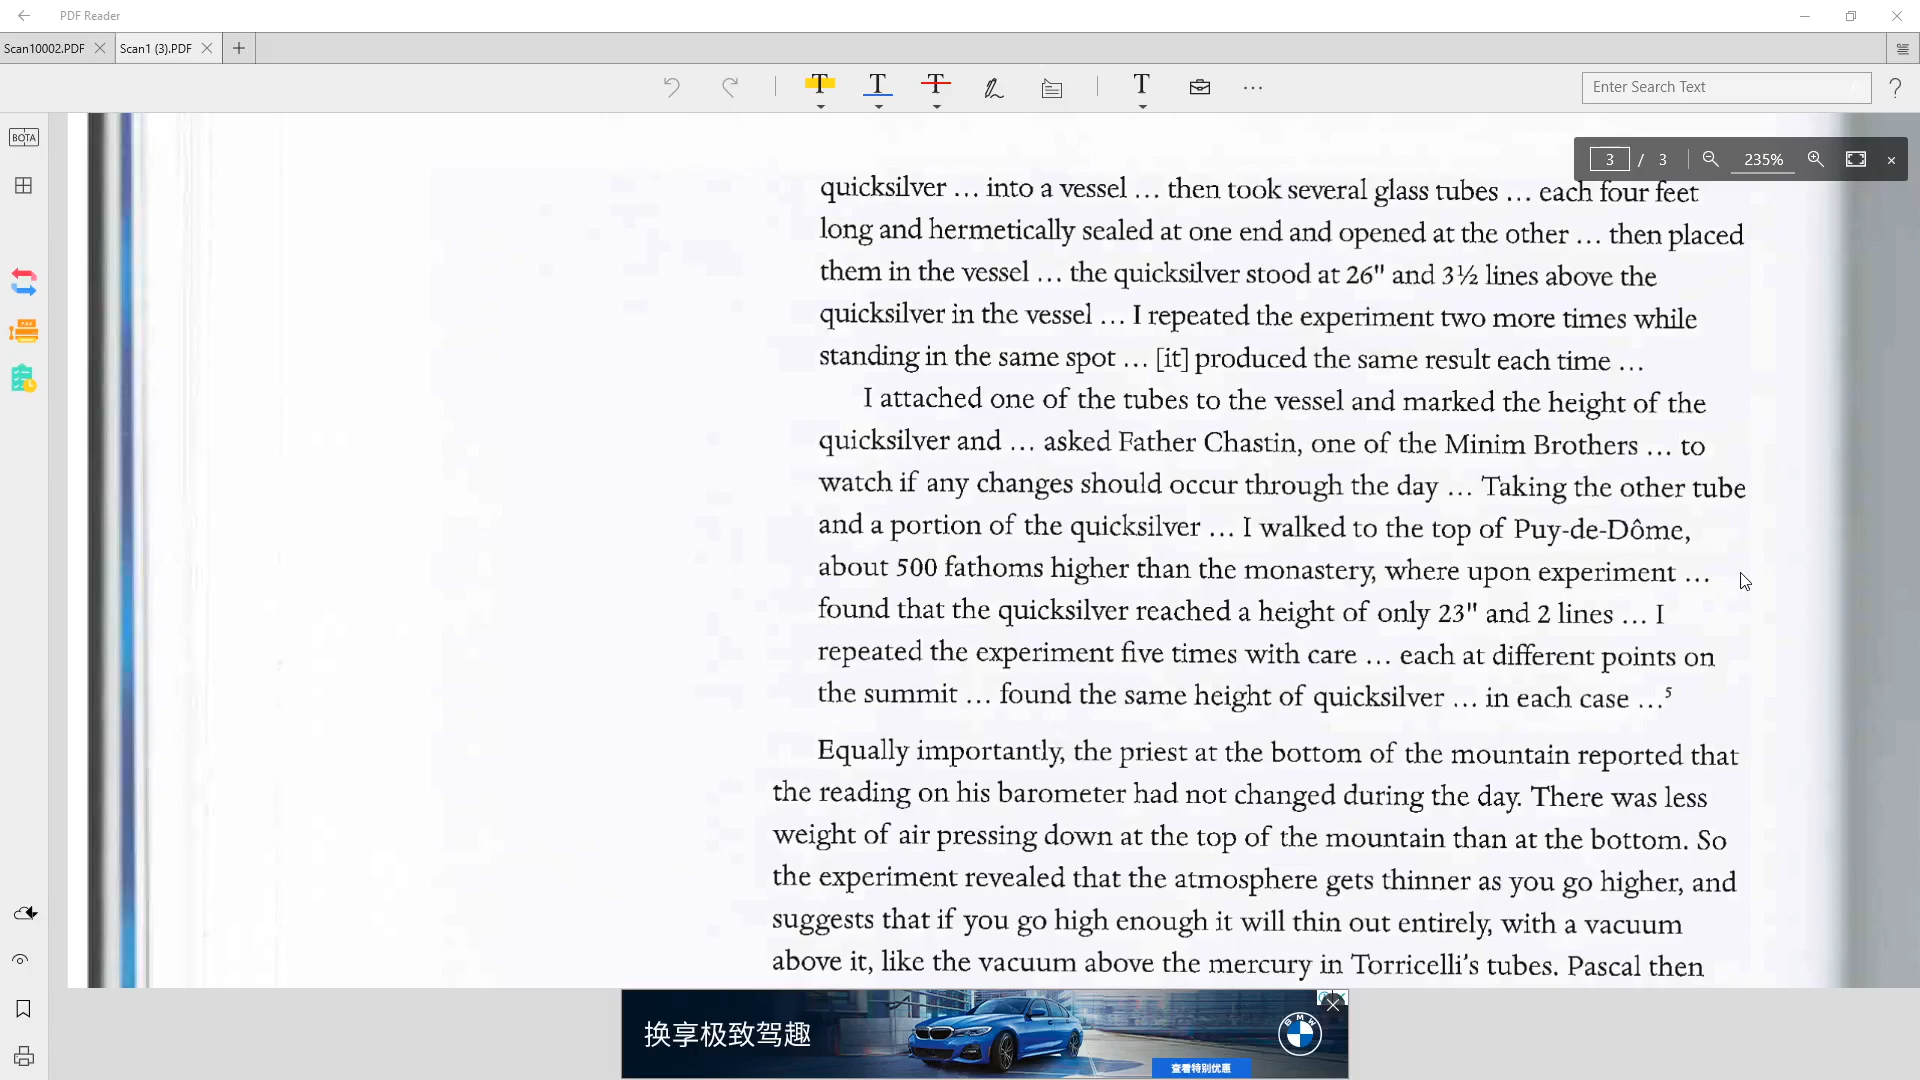 PDF Reader
Scan10002.PDF
Scan1 (3).PDF
Enter Search Text
?
BOTA
3 / 3
235%
quicksilver … into a vessel … then took several glass tubes … each four feet
long and hermetically sealed at one end and opened at the other … then placed
them in the vessel … the quicksilver stood at 26" and 3½ lines above the
quicksilver in the vessel … I repeated the experiment two more times while
standing in the same spot … [it] produced the same result each time …
I attached one of the tubes to the vessel and marked the height of the
quicksilver and … asked Father Chastin, one of the Minim Brothers … to
watch if any changes should occur through the day … Taking the other tube
and a portion of the quicksilver … I walked to the top of Puy-de-Dôme,
about 500 fathoms higher than the monastery, where upon experiment …
found that the quicksilver reached a height of only 23" and 2 lines … I
repeated the experiment five times with care … each at different points on
the summit … found the same height of quicksilver … in each case …⁵
Equally importantly, the priest at the bottom of the mountain reported that
the reading on his barometer had not changed during the day. There was less
weight of air pressing down at the top of the mountain than at the bottom. So
the experiment revealed that the atmosphere gets thinner as you go higher, and
suggests that if you go high enough it will thin out entirely, with a vacuum
above it, like the vacuum above the mercury in Torricelli's tubes. Pascal then
换享极致驾趣
BMW
查看特别优惠